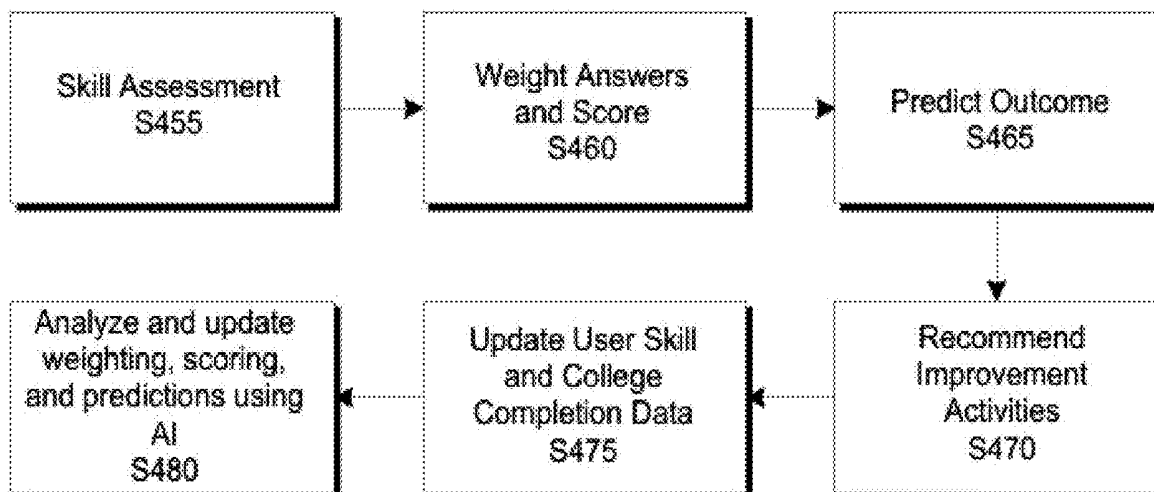 Skill Assessment
S455
Weight Answers
and Score
S460
Predict Outcome
S465
Analyze and update
weighting, scoring,
and predictions using
AI
S480
Update User Skill
and College
Completion Data
S475
Recommend
Improvement
Activities
S470